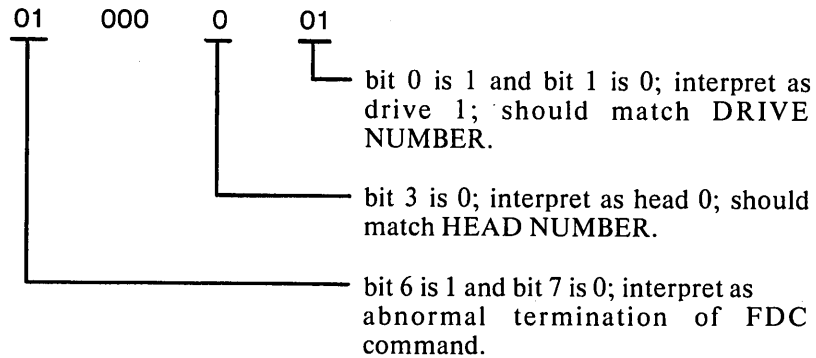 01 000 0 01
bit 0 is 1 and bit 1 is 0; interpret as
drive 1; should match DRIVE
NUMBER.
bit 3 is 0; interpret as head 0; should
match HEAD NUMBER.
bit 6 is 1 and bit 7 is 0; interpret as
abnormal termination of FDC
command.